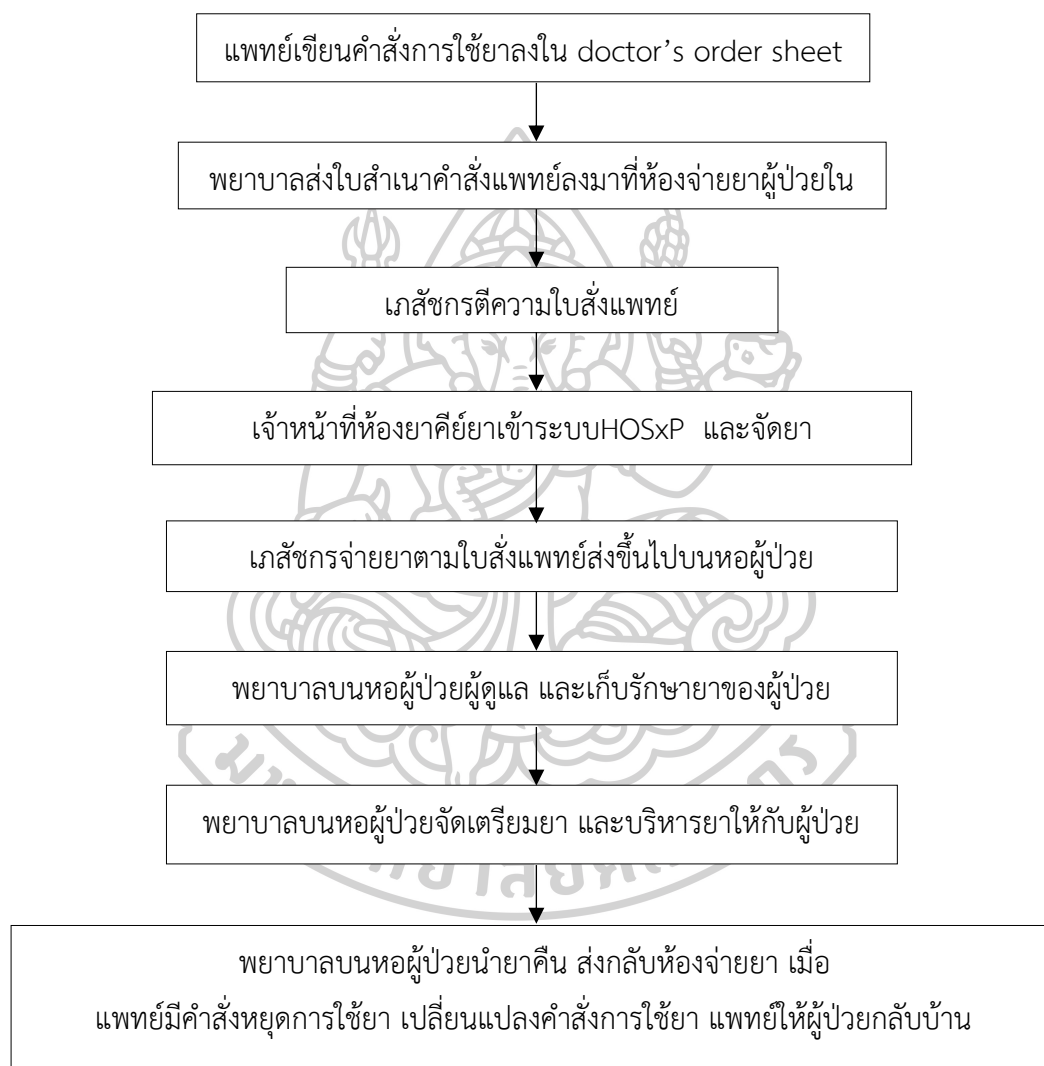 แพทย์เขียนคำสั่งการใช้ยาลงใน doctor's order sheet
พยาบาลส่งใบสำเนาคำสั่งแพทย์ลงมาที่ห้องจ่ายยาผู้ป่วยใน
เภสัชกรตีความใบสั่งแพทย์
เจ้าหน้าที่ห้องยาคีย์ยาเข้าระบบHOSxP และจัดยา
เภสัชกรจ่ายยาตามใบสั่งแพทย์ส่งขึ้นไปบนหอผู้ป่วย
พยาบาลบนหอผู้ป่วยผู้ดูแล และเก็บรักษายาของผู้ป่วย
พยาบาลบนหอผู้ป่วยจัดเตรียมยา และบริหารยาให้กับผู้ป่วย
พยาบาลบนหอผู้ป่วยนำยาคืน ส่งกลับห้องจ่ายยา เมื่อ
แพทย์มีคำสั่งหยุดการใช้ยา เปลี่ยนแปลงคำสั่งการใช้ยา แพทย์ให้ผู้ป่วยกลับบ้าน